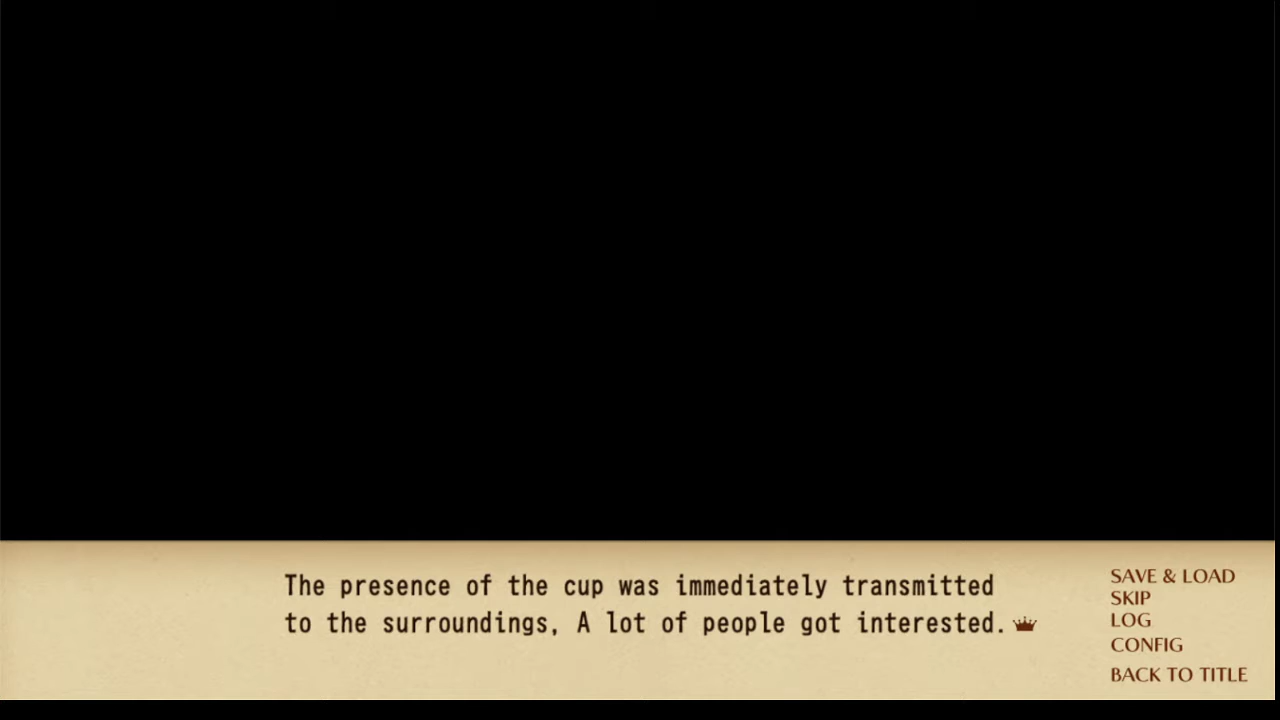 The presence of the cup was immediately transmitted
to the surroundings, A lot of people got interested.
SAVE & LOAD
SKIP
LOG
CONFIG
BACK TO TITLE